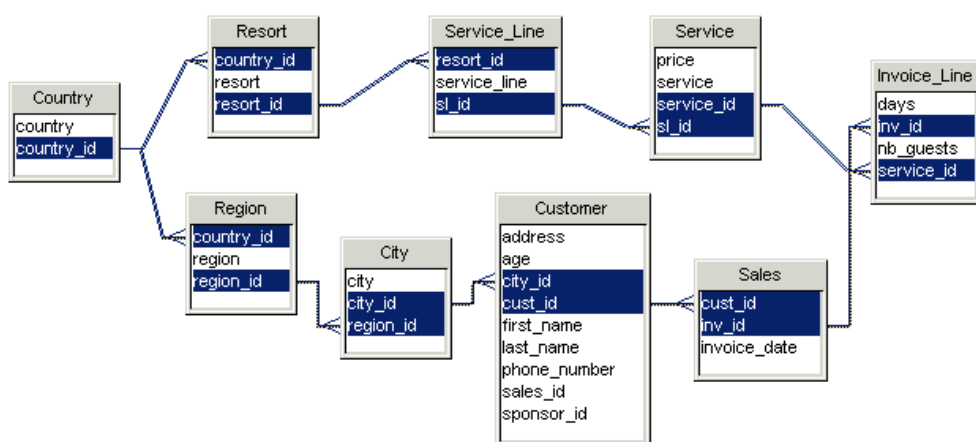 Country
country
country_id
Resort
country_id
resort
resort_id
Service_Line
resort_id
service_line
sl_id
Service
price
service
service_id
sl_id
Invoice_Line
days
inv_id
nb_guests
service_id
Region
country_id
region
region_id
City
city
city_id
region_id
Customer
address
age
city_id
cust_id
first_name
last_name
phone_number
sales_id
sponsor_id
Sales
cust_id
inv_id
invoice_date